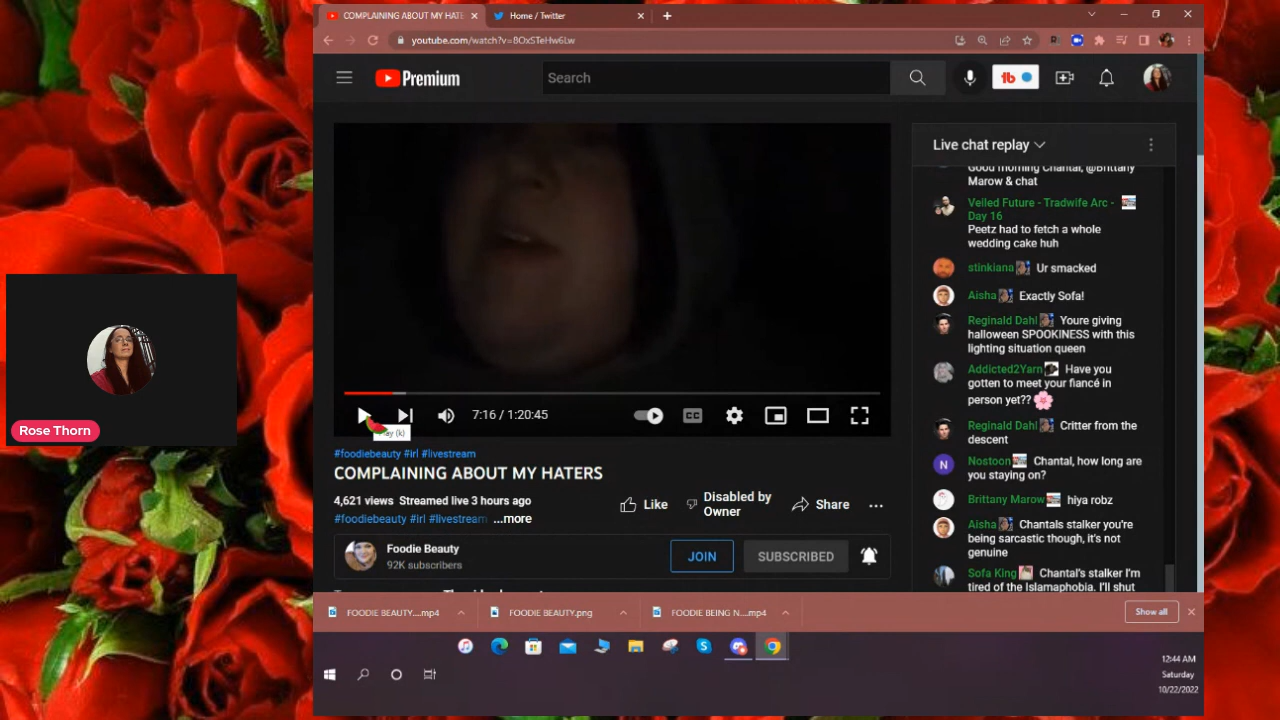 COMPLAINING ABOUT MY HATE
Home / Twitter
youtube.com/watch?v=8OxSTeHw6Lw
Premium
Search
Live chat replay
Good morning Chantal, @Brittany
Marow & chat
Veiled Future - Tradwife Arc -
Day 16
Peetz had to fetch a whole
wedding cake huh
stinkiana Ur smacked
Aisha Exactly Sofa!
Reginald Dahl Youre giving
halloween SPOOKINESS with this
lighting situation queen
Addicted2Yarn Have you
gotten to meet your fiancé in
person yet??
Reginald Dahl Critter from the
descent
Nostoon Chantal, how long are
you staying on?
Brittany Marow hiya robz
Aisha Chantals stalker you're
being sarcastic though, it's not
genuine
Sofa King Chantal's stalker I'm
tired of the Islamaphobia. I'll shut
7:16 / 1:20:45
CC
Play (k)
#foodiebeauty #irl #livestream
COMPLAINING ABOUT MY HATERS
4,621 views Streamed live 3 hours ago
#foodiebeauty #irl #livestream ...more
Like
Disabled by
Owner
Share
Foodie Beauty
92K subscribers
JOIN
SUBSCRIBED
Rose Thorn
FOODIE BEAUTY....mp4
FOODIE BEAUTY.png
FOODIE BEING N....mp4
Show all
12:44 AM
Saturday
10/22/2022